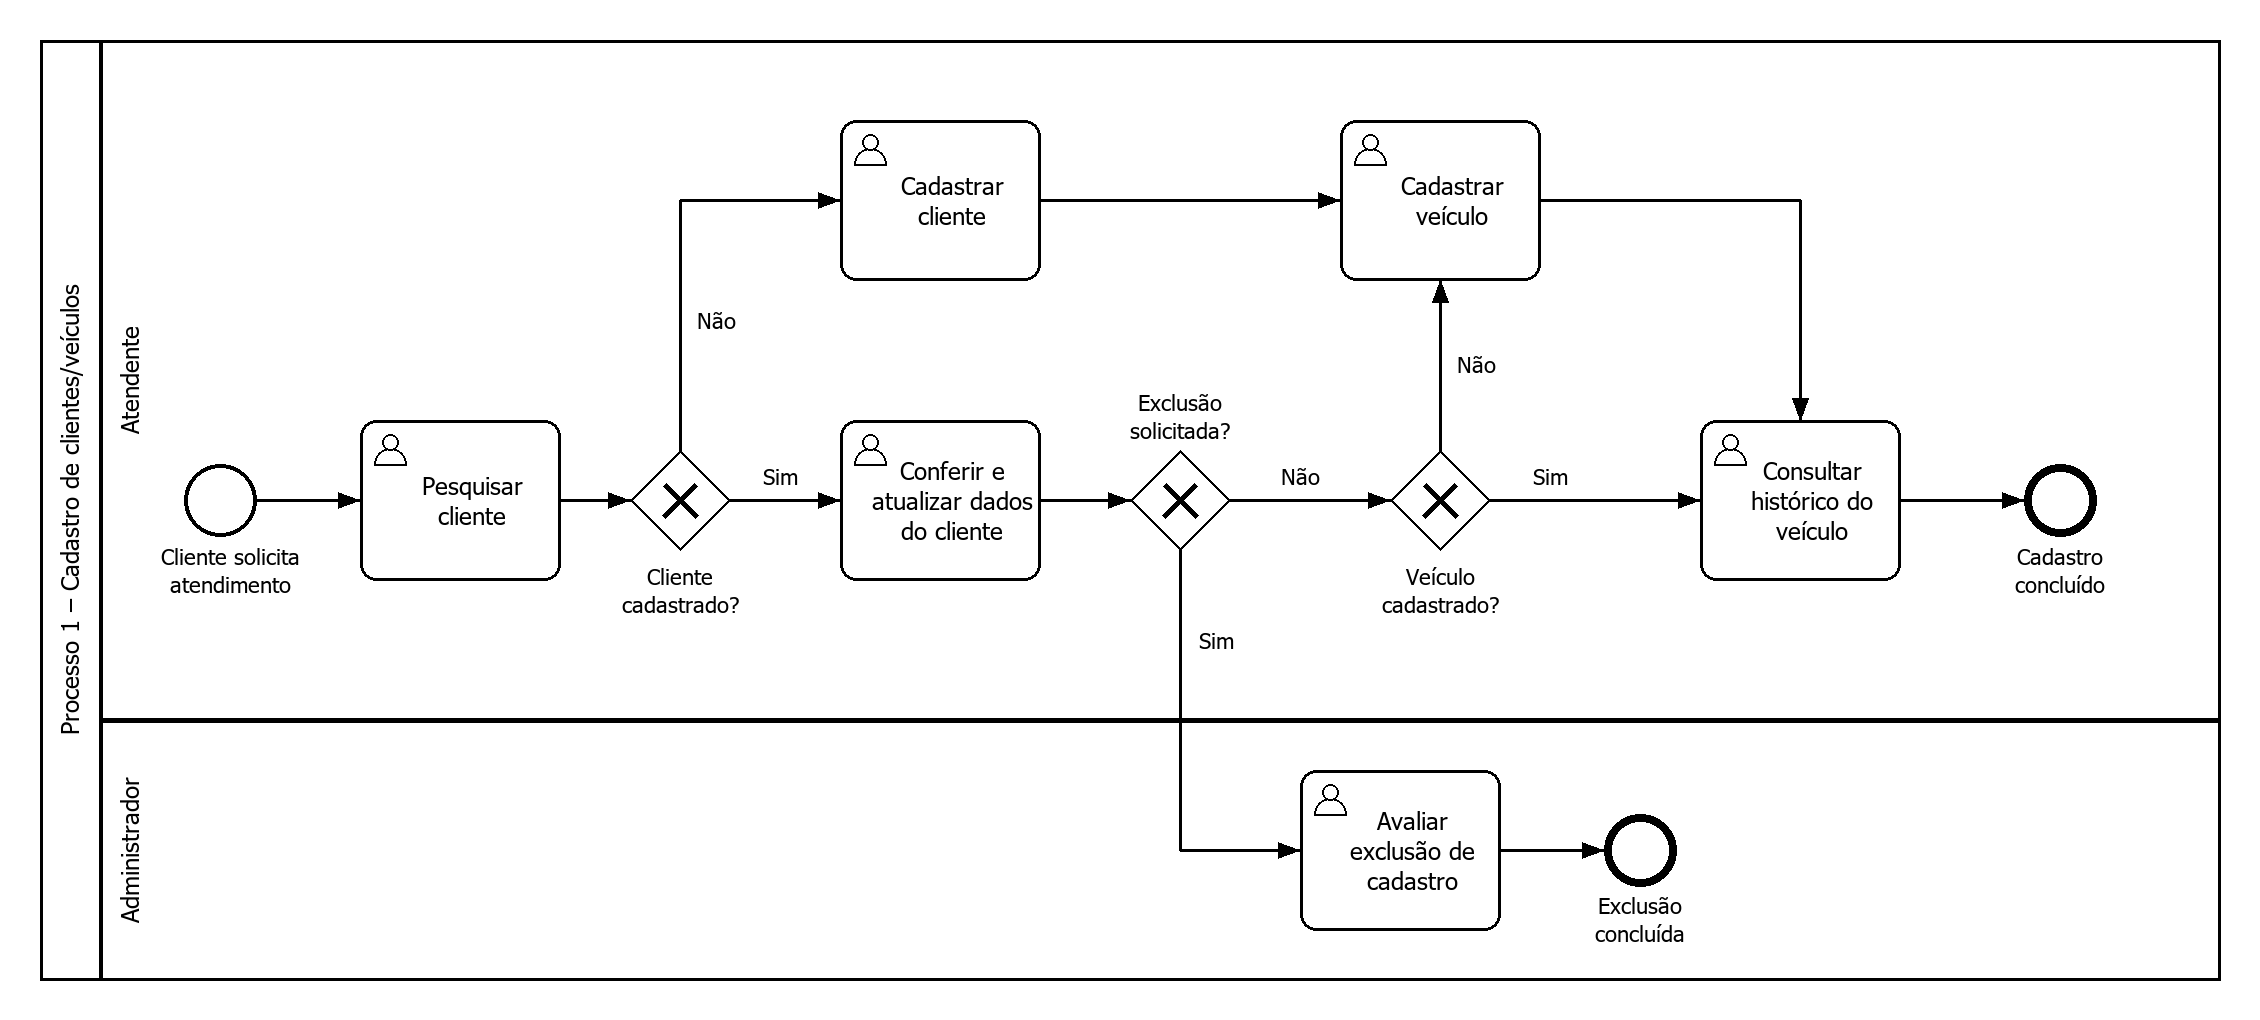 Processo 1 – Cadastro de clientes/veículos
Atendente
Cliente solicita
atendimento
Pesquisar
cliente
Cliente
cadastrado?
Não
Sim
Cadastrar
cliente
Conferir e
atualizar dados
do cliente
Exclusão
solicitada?
Não
Sim
Veículo
cadastrado?
Não
Sim
Cadastrar
veículo
Consultar
histórico do
veículo
Cadastro
concluído
Administrador
Avaliar
exclusão de
cadastro
Exclusão
concluída